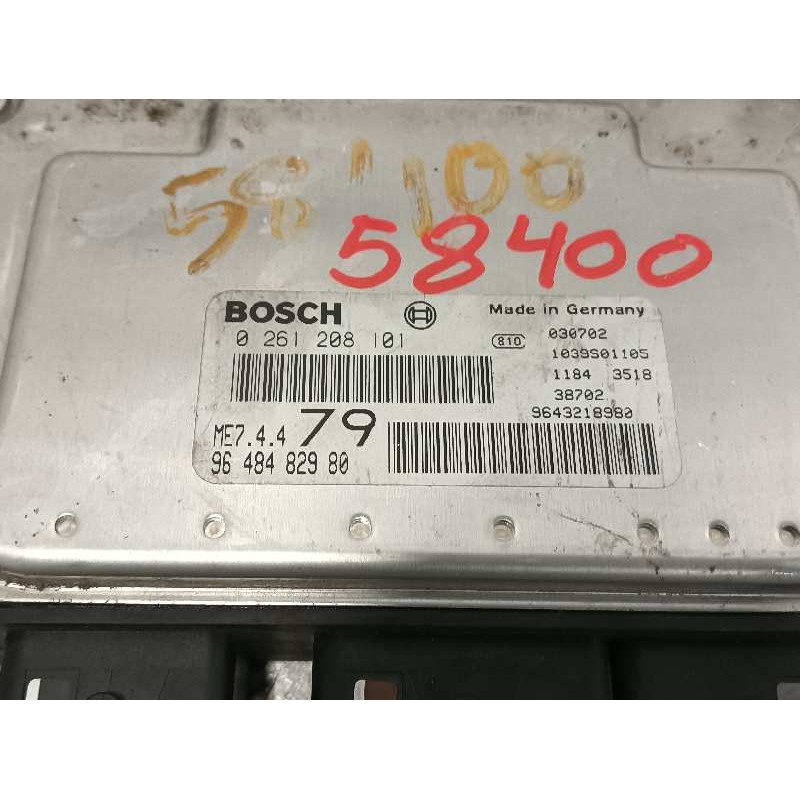 58400
58400
BOSCH
Made in Germany
0 261 208 101
810
030702
1039S01105
1184 3518
38702
9643218980
ME7.4.4 79
96 484 829 80